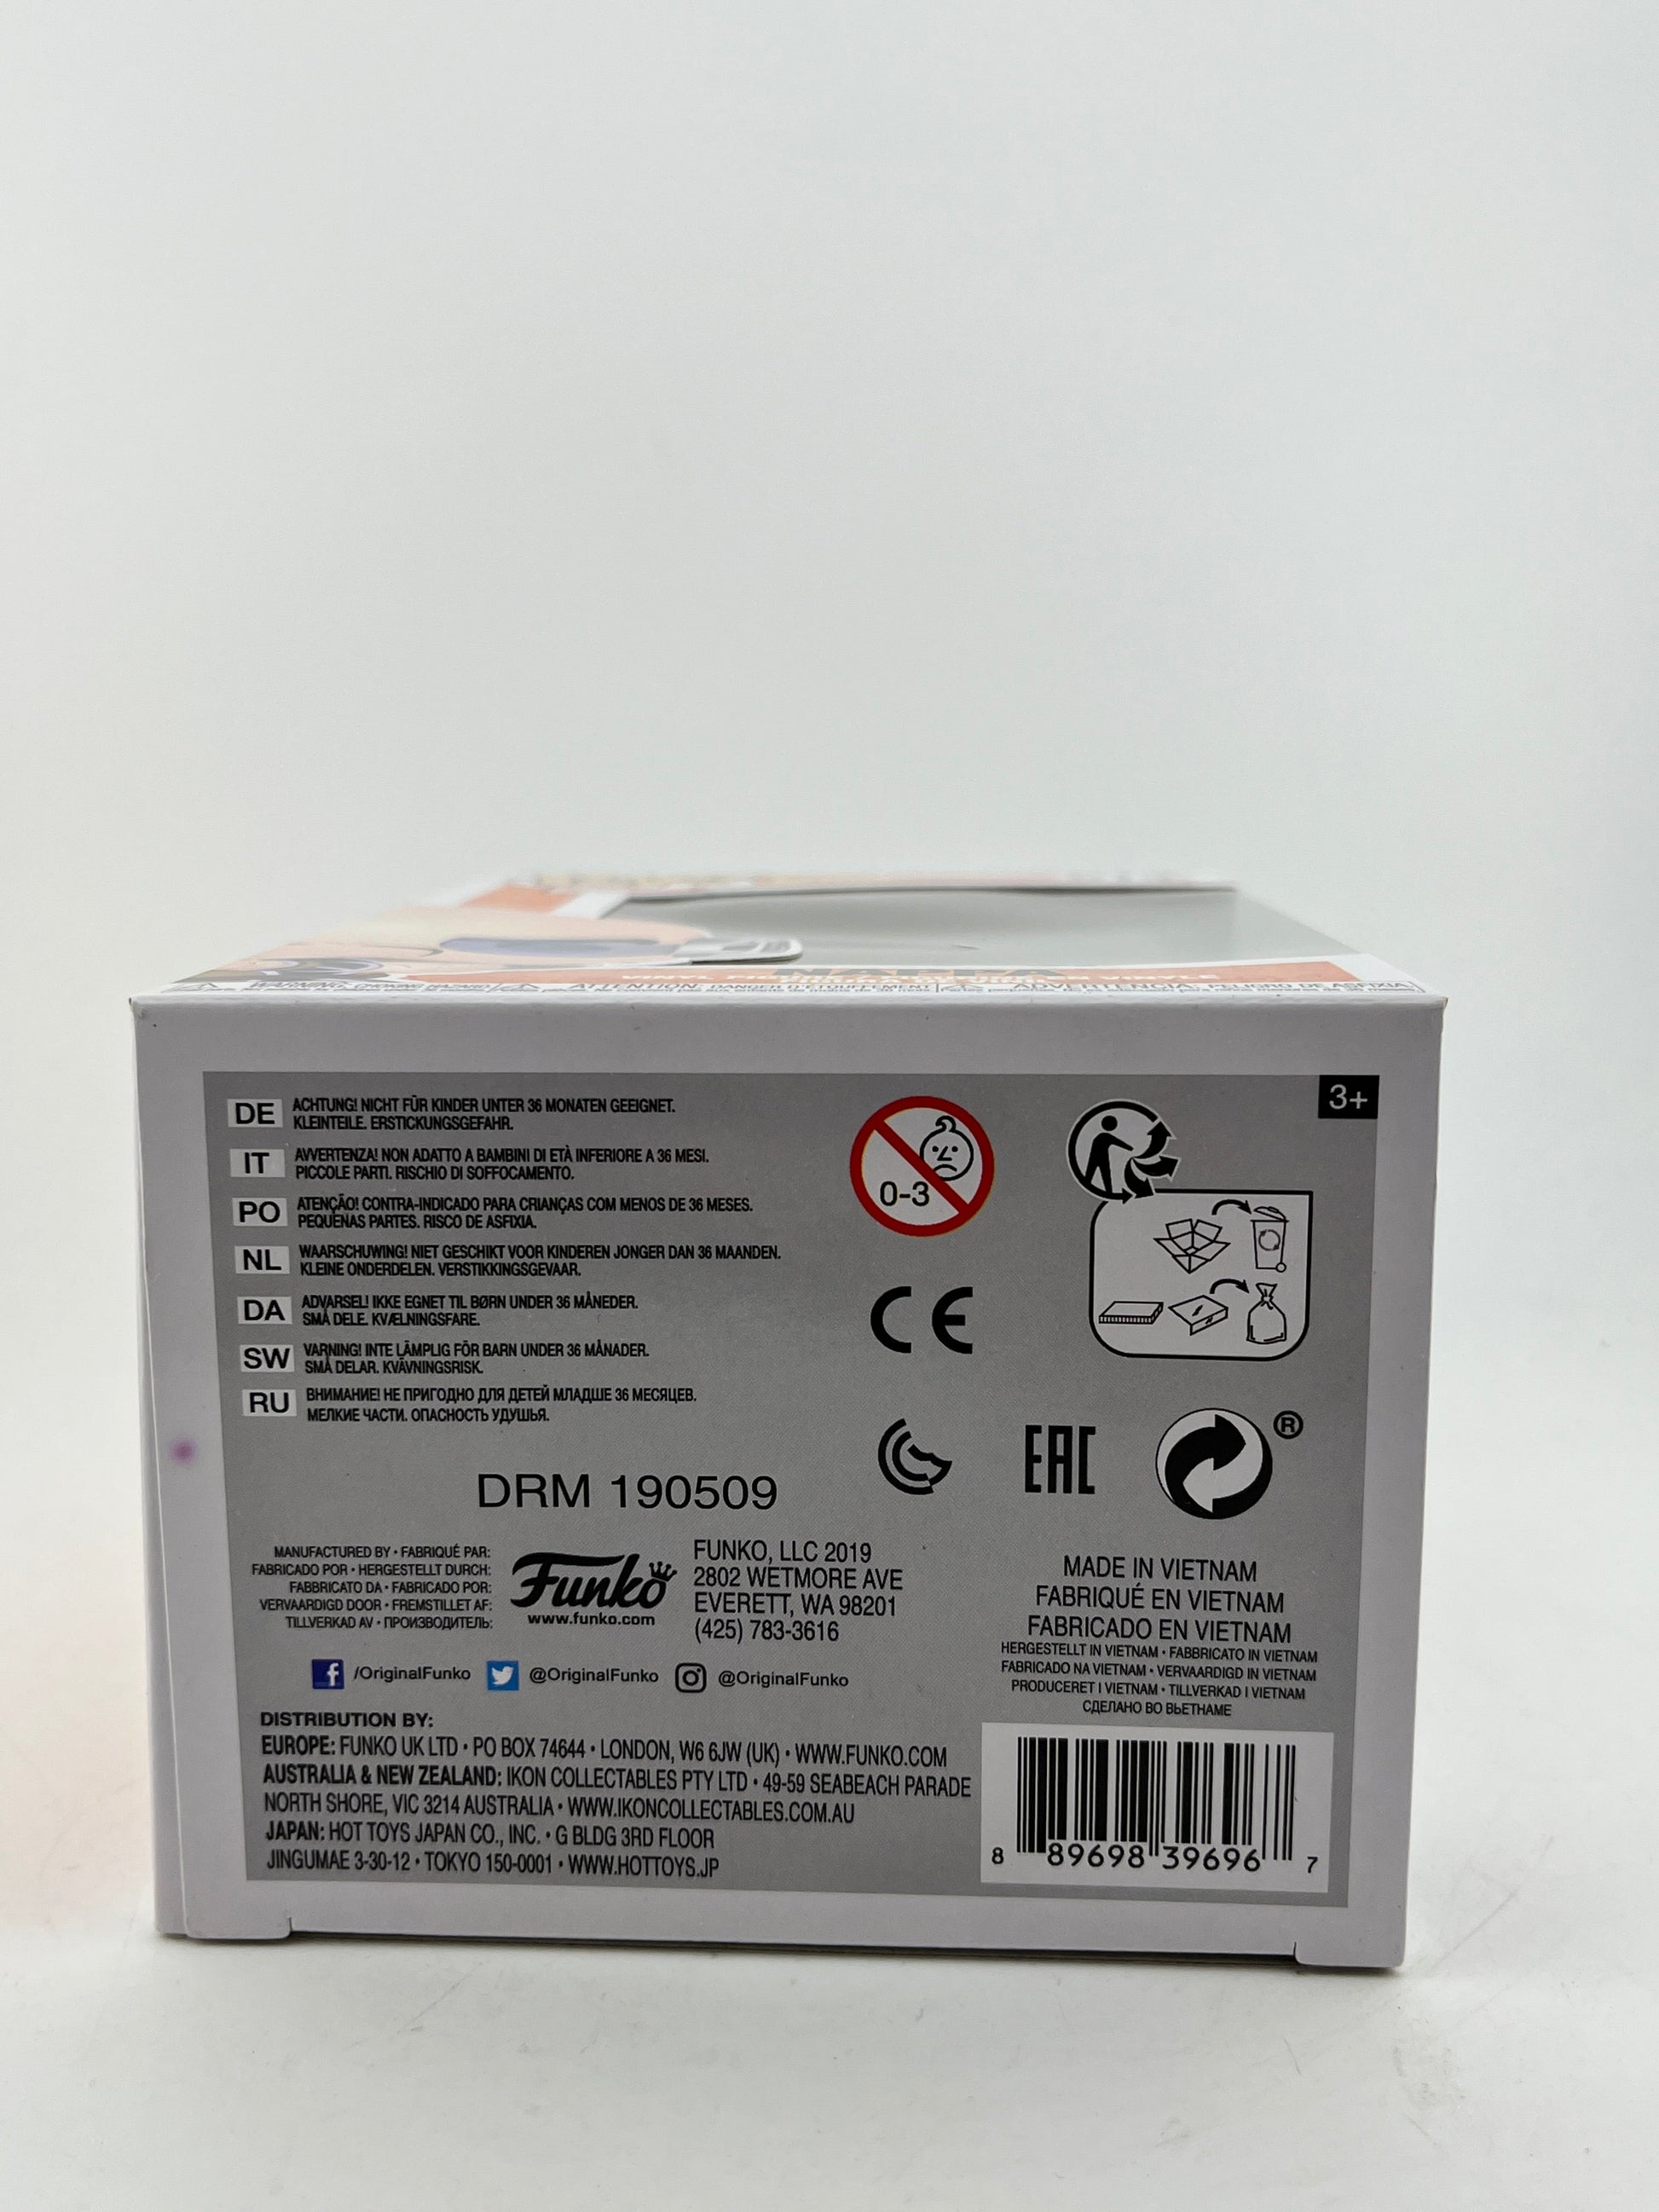 NAPPA
WARNING: CHOKING HAZARD
ATTENTION: DANGER D'ÉTOUFFEMENT
ADVERTENCIA: PELIGRO DE ASFIXIA
3+
DE ACHTUNG! NICHT FÜR KINDER UNTER 36 MONATEN GEEIGNET.
KLEINTEILE. ERSTICKUNGSGEFAHR.
IT AVVERTENZA! NON ADATTO A BAMBINI DI ETÀ INFERIORE A 36 MESI.
PICCOLE PARTI. RISCHIO DI SOFFOCAMENTO.
PO ATENÇÃO! CONTRA-INDICADO PARA CRIANÇAS COM MENOS DE 36 MESES.
PEQUENAS PARTES. RISCO DE ASFIXIA.
NL WAARSCHUWING! NIET GESCHIKT VOOR KINDEREN JONGER DAN 36 MAANDEN.
KLEINE ONDERDELEN. VERSTIKKINGSGEVAAR.
DA ADVARSEL! IKKE EGNET TIL BØRN UNDER 36 MÅNEDER.
SMÅ DELE. KVÆLNINGSFARE.
SW VARNING! INTE LÄMPLIG FÖR BARN UNDER 36 MÅNADER.
SMÅ DELAR. KVÄVNINGSRISK.
RU ВНИМАНИЕ! НЕ ПРИГОДНО ДЛЯ ДЕТЕЙ МЛАДШЕ 36 МЕСЯЦЕВ.
МЕЛКИЕ ЧАСТИ. ОПАСНОСТЬ УДУШЬЯ.
0-3
CE
EAC
®
DRM 190509
MANUFACTURED BY • FABRIQUÉ PAR:
FABRICADO POR • HERGESTELLT DURCH:
FABBRICATO DA • FABRICADO POR:
VERVAARDIGD DOOR • FREMSTILLET AF:
TILLVERKAD AV • ПРОИЗВОДИТЕЛЬ:
Funko
www.funko.com
FUNKO, LLC 2019
2802 WETMORE AVE
EVERETT, WA 98201
(425) 783-3616
/OriginalFunko @OriginalFunko @OriginalFunko
MADE IN VIETNAM
FABRIQUÉ EN VIETNAM
FABRICADO EN VIETNAM
HERGESTELLT IN VIETNAM • FABBRICATO IN VIETNAM
FABRICADO NA VIETNAM • VERVAARDIGD IN VIETNAM
PRODUCERET I VIETNAM • TILLVERKAD I VIETNAM
СДЕЛАНО ВО ВЬЕТНАМЕ
DISTRIBUTION BY:
EUROPE: FUNKO UK LTD • PO BOX 74644 • LONDON, W6 6JW (UK) • WWW.FUNKO.COM
AUSTRALIA & NEW ZEALAND: IKON COLLECTABLES PTY LTD • 49-59 SEABEACH PARADE
NORTH SHORE, VIC 3214 AUSTRALIA • WWW.IKONCOLLECTABLES.COM.AU
JAPAN: HOT TOYS JAPAN CO., INC. • G BLDG 3RD FLOOR
JINGUMAE 3-30-12 • TOKYO 150-0001 • WWW.HOTTOYS.JP
8 89698 39696 7